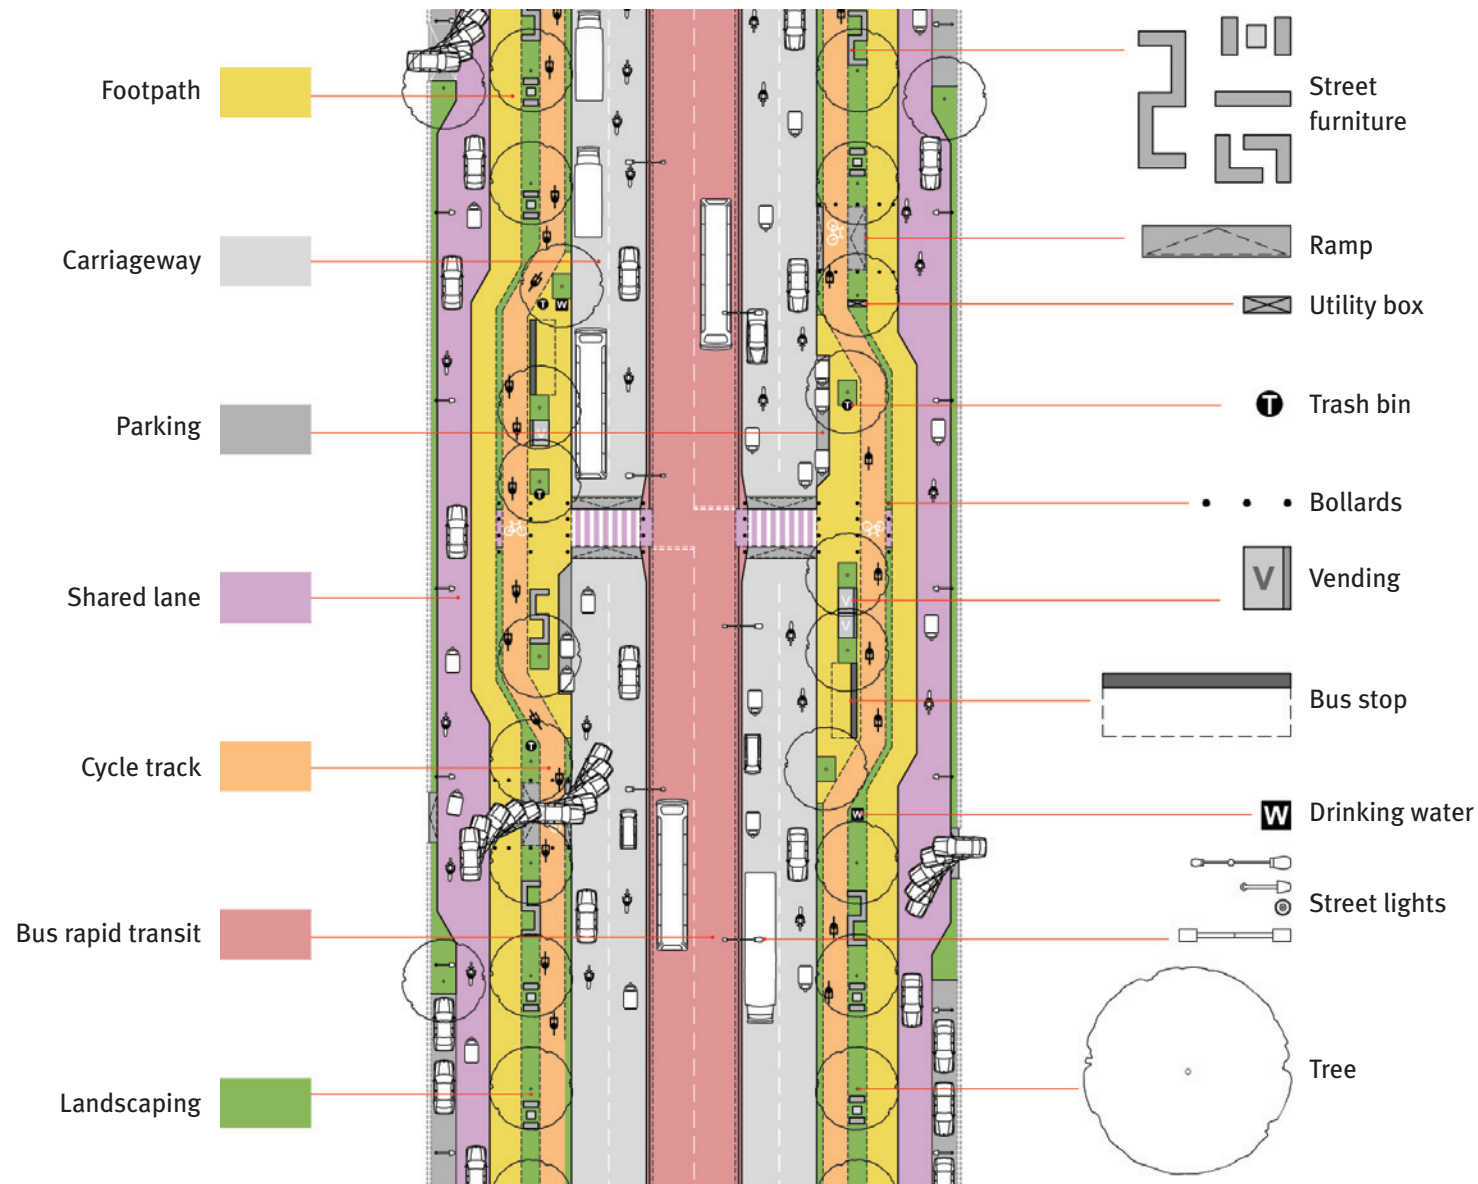 Footpath
Carriageway
Parking
Shared lane
Cycle track
Bus rapid transit
Landscaping
Street
furniture
Ramp
Utility box
T
Trash bin
Bollards
V
Vending
Bus stop
W
Drinking water
Street lights
Tree
T
W
V
T
T
T
V
V
W